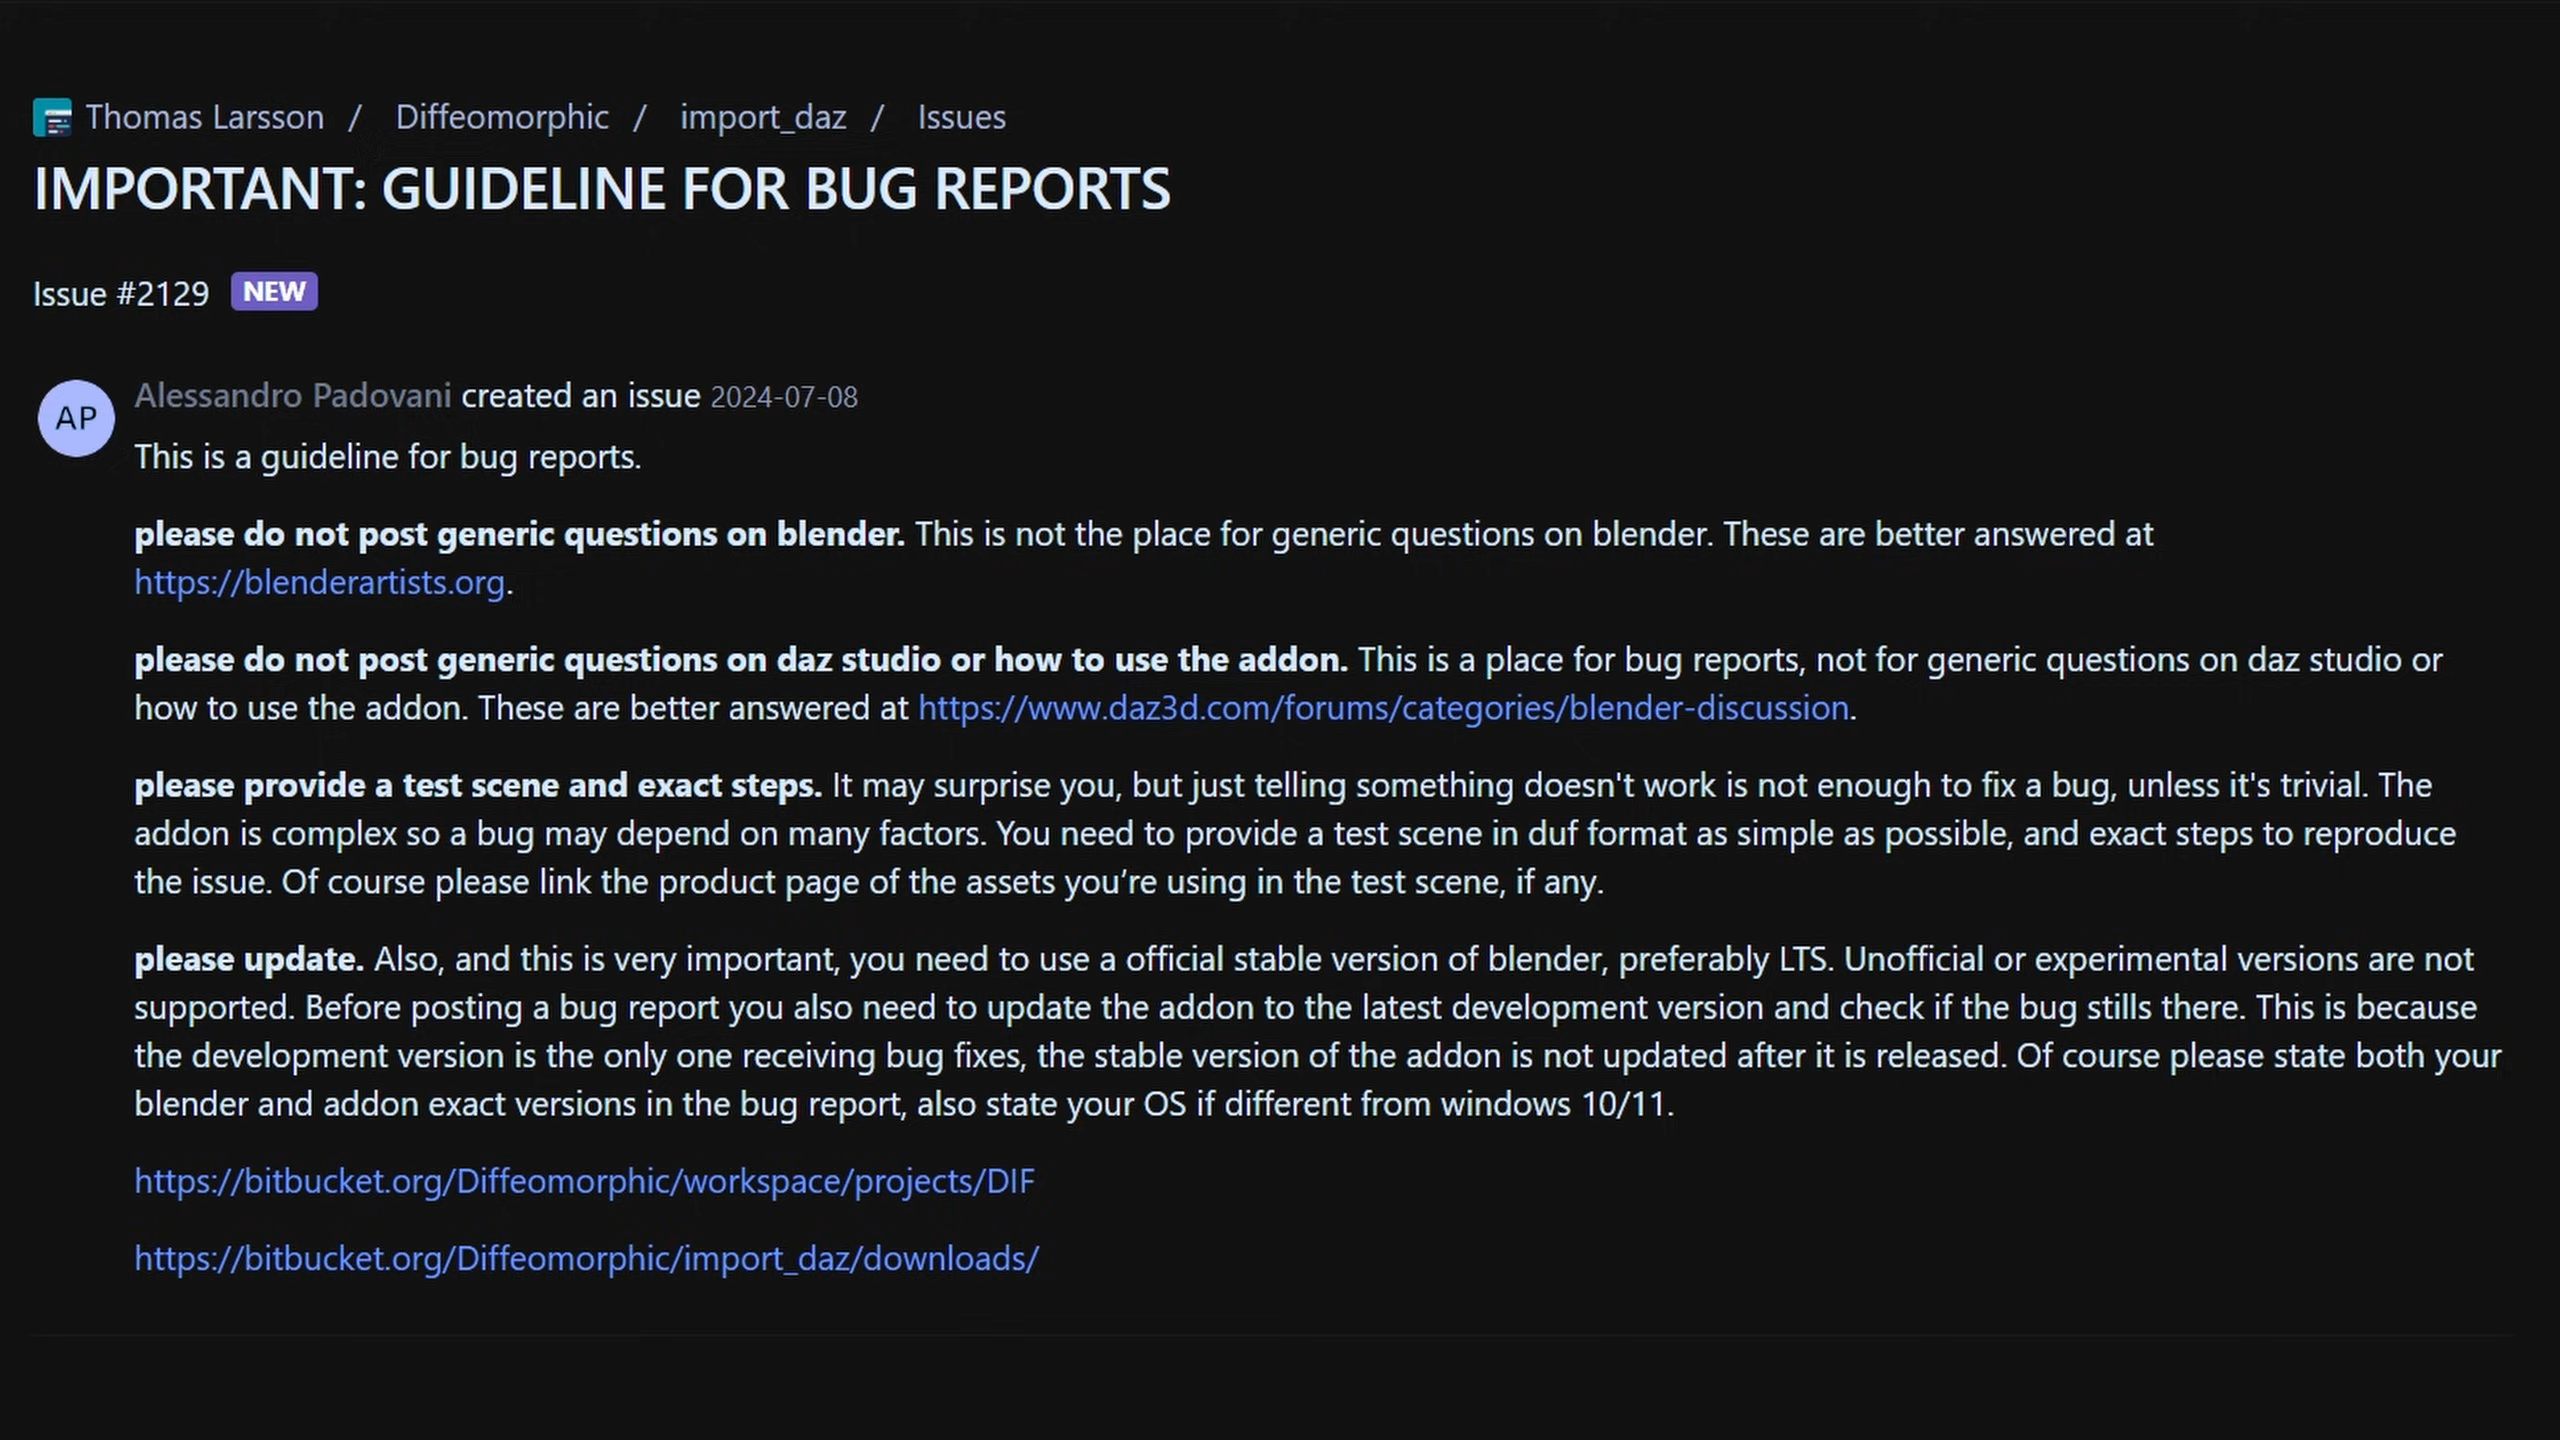 Thomas Larsson / Diffeomorphic / import_daz / Issues
IMPORTANT: GUIDELINE FOR BUG REPORTS
Issue #2129 NEW
AP
Alessandro Padovani created an issue 2024-07-08
This is a guideline for bug reports.
please do not post generic questions on blender. This is not the place for generic questions on blender. These are better answered at
https://blenderartists.org.
please do not post generic questions on daz studio or how to use the addon. This is a place for bug reports, not for generic questions on daz studio or
how to use the addon. These are better answered at https://www.daz3d.com/forums/categories/blender-discussion.
please provide a test scene and exact steps. It may surprise you, but just telling something doesn't work is not enough to fix a bug, unless it's trivial. The
addon is complex so a bug may depend on many factors. You need to provide a test scene in duf format as simple as possible, and exact steps to reproduce
the issue. Of course please link the product page of the assets you’re using in the test scene, if any.
please update. Also, and this is very important, you need to use a official stable version of blender, preferably LTS. Unofficial or experimental versions are not
supported. Before posting a bug report you also need to update the addon to the latest development version and check if the bug stills there. This is because
the development version is the only one receiving bug fixes, the stable version of the addon is not updated after it is released. Of course please state both your
blender and addon exact versions in the bug report, also state your OS if different from windows 10/11.
https://bitbucket.org/Diffeomorphic/workspace/projects/DIF
https://bitbucket.org/Diffeomorphic/import_daz/downloads/